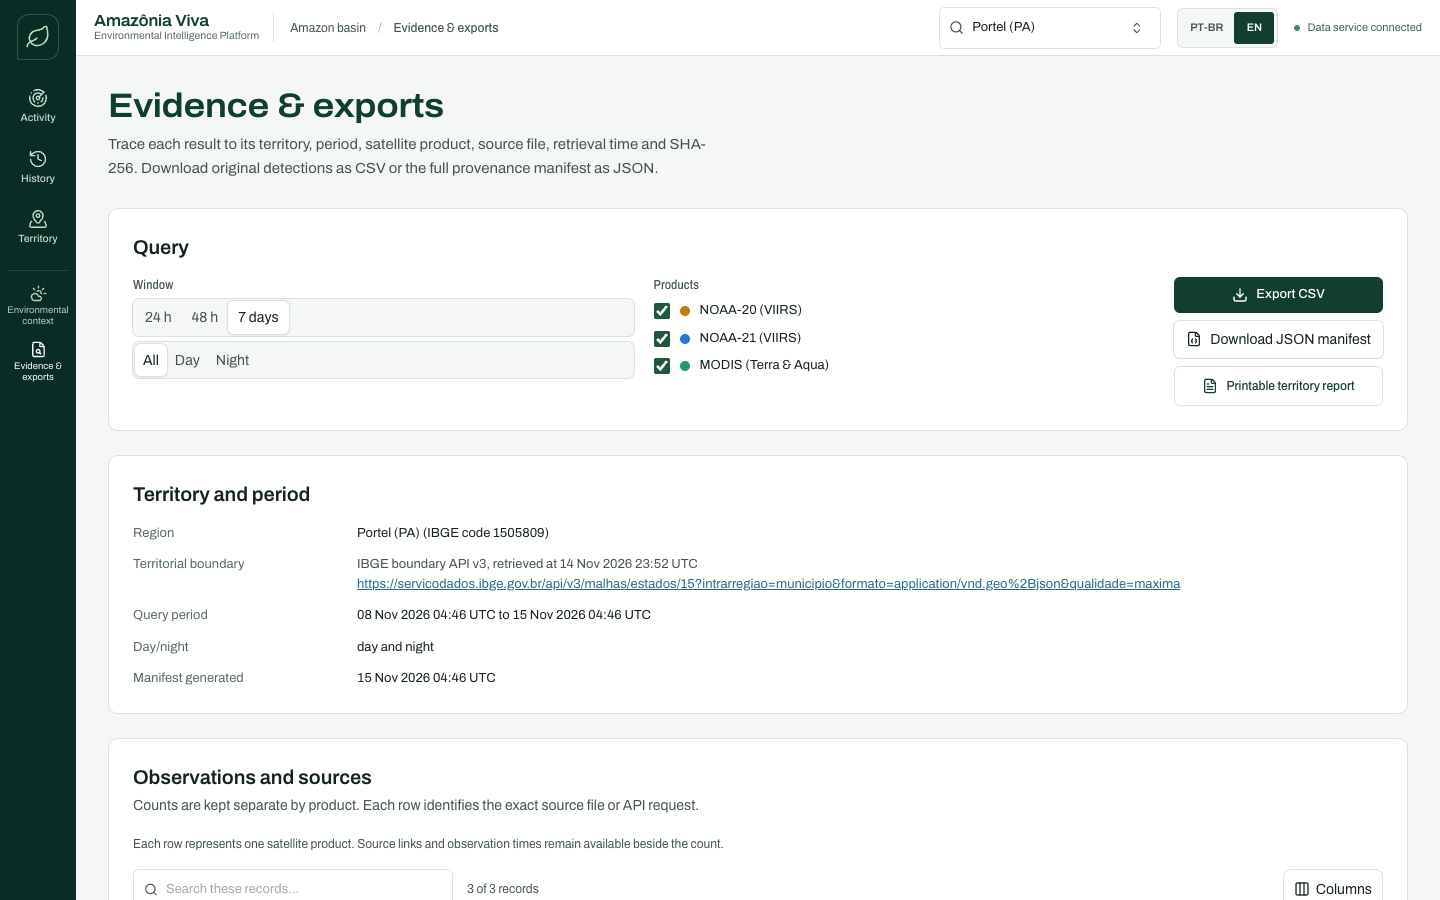 Amazônia Viva
Environmental Intelligence Platform
Amazon basin / Evidence & exports
Portel (PA)
PT-BR EN
Data service connected
Activity
History
Territory
Environmental
context
Evidence &
exports
Evidence & exports
Trace each result to its territory, period, satellite product, source file, retrieval time and SHA-
256. Download original detections as CSV or the full provenance manifest as JSON.
Query
Window
24 h 48 h 7 days
All Day Night
Products
NOAA-20 (VIIRS)
NOAA-21 (VIIRS)
MODIS (Terra & Aqua)
Export CSV
Download JSON manifest
Printable territory report
Territory and period
Region Portel (PA) (IBGE code 1505809)
Territorial boundary IBGE boundary API v3, retrieved at 14 Nov 2026 23:52 UTC
https://servicodados.ibge.gov.br/api/v3/malhas/estados/15?intrarregiao=municipio&formato=application/vnd.geo%2Bjson&qualidade=maxima
Query period 08 Nov 2026 04:46 UTC to 15 Nov 2026 04:46 UTC
Day/night day and night
Manifest generated 15 Nov 2026 04:46 UTC
Observations and sources
Counts are kept separate by product. Each row identifies the exact source file or API request.
Each row represents one satellite product. Source links and observation times remain available beside the count.
Search these records...
3 of 3 records
Columns